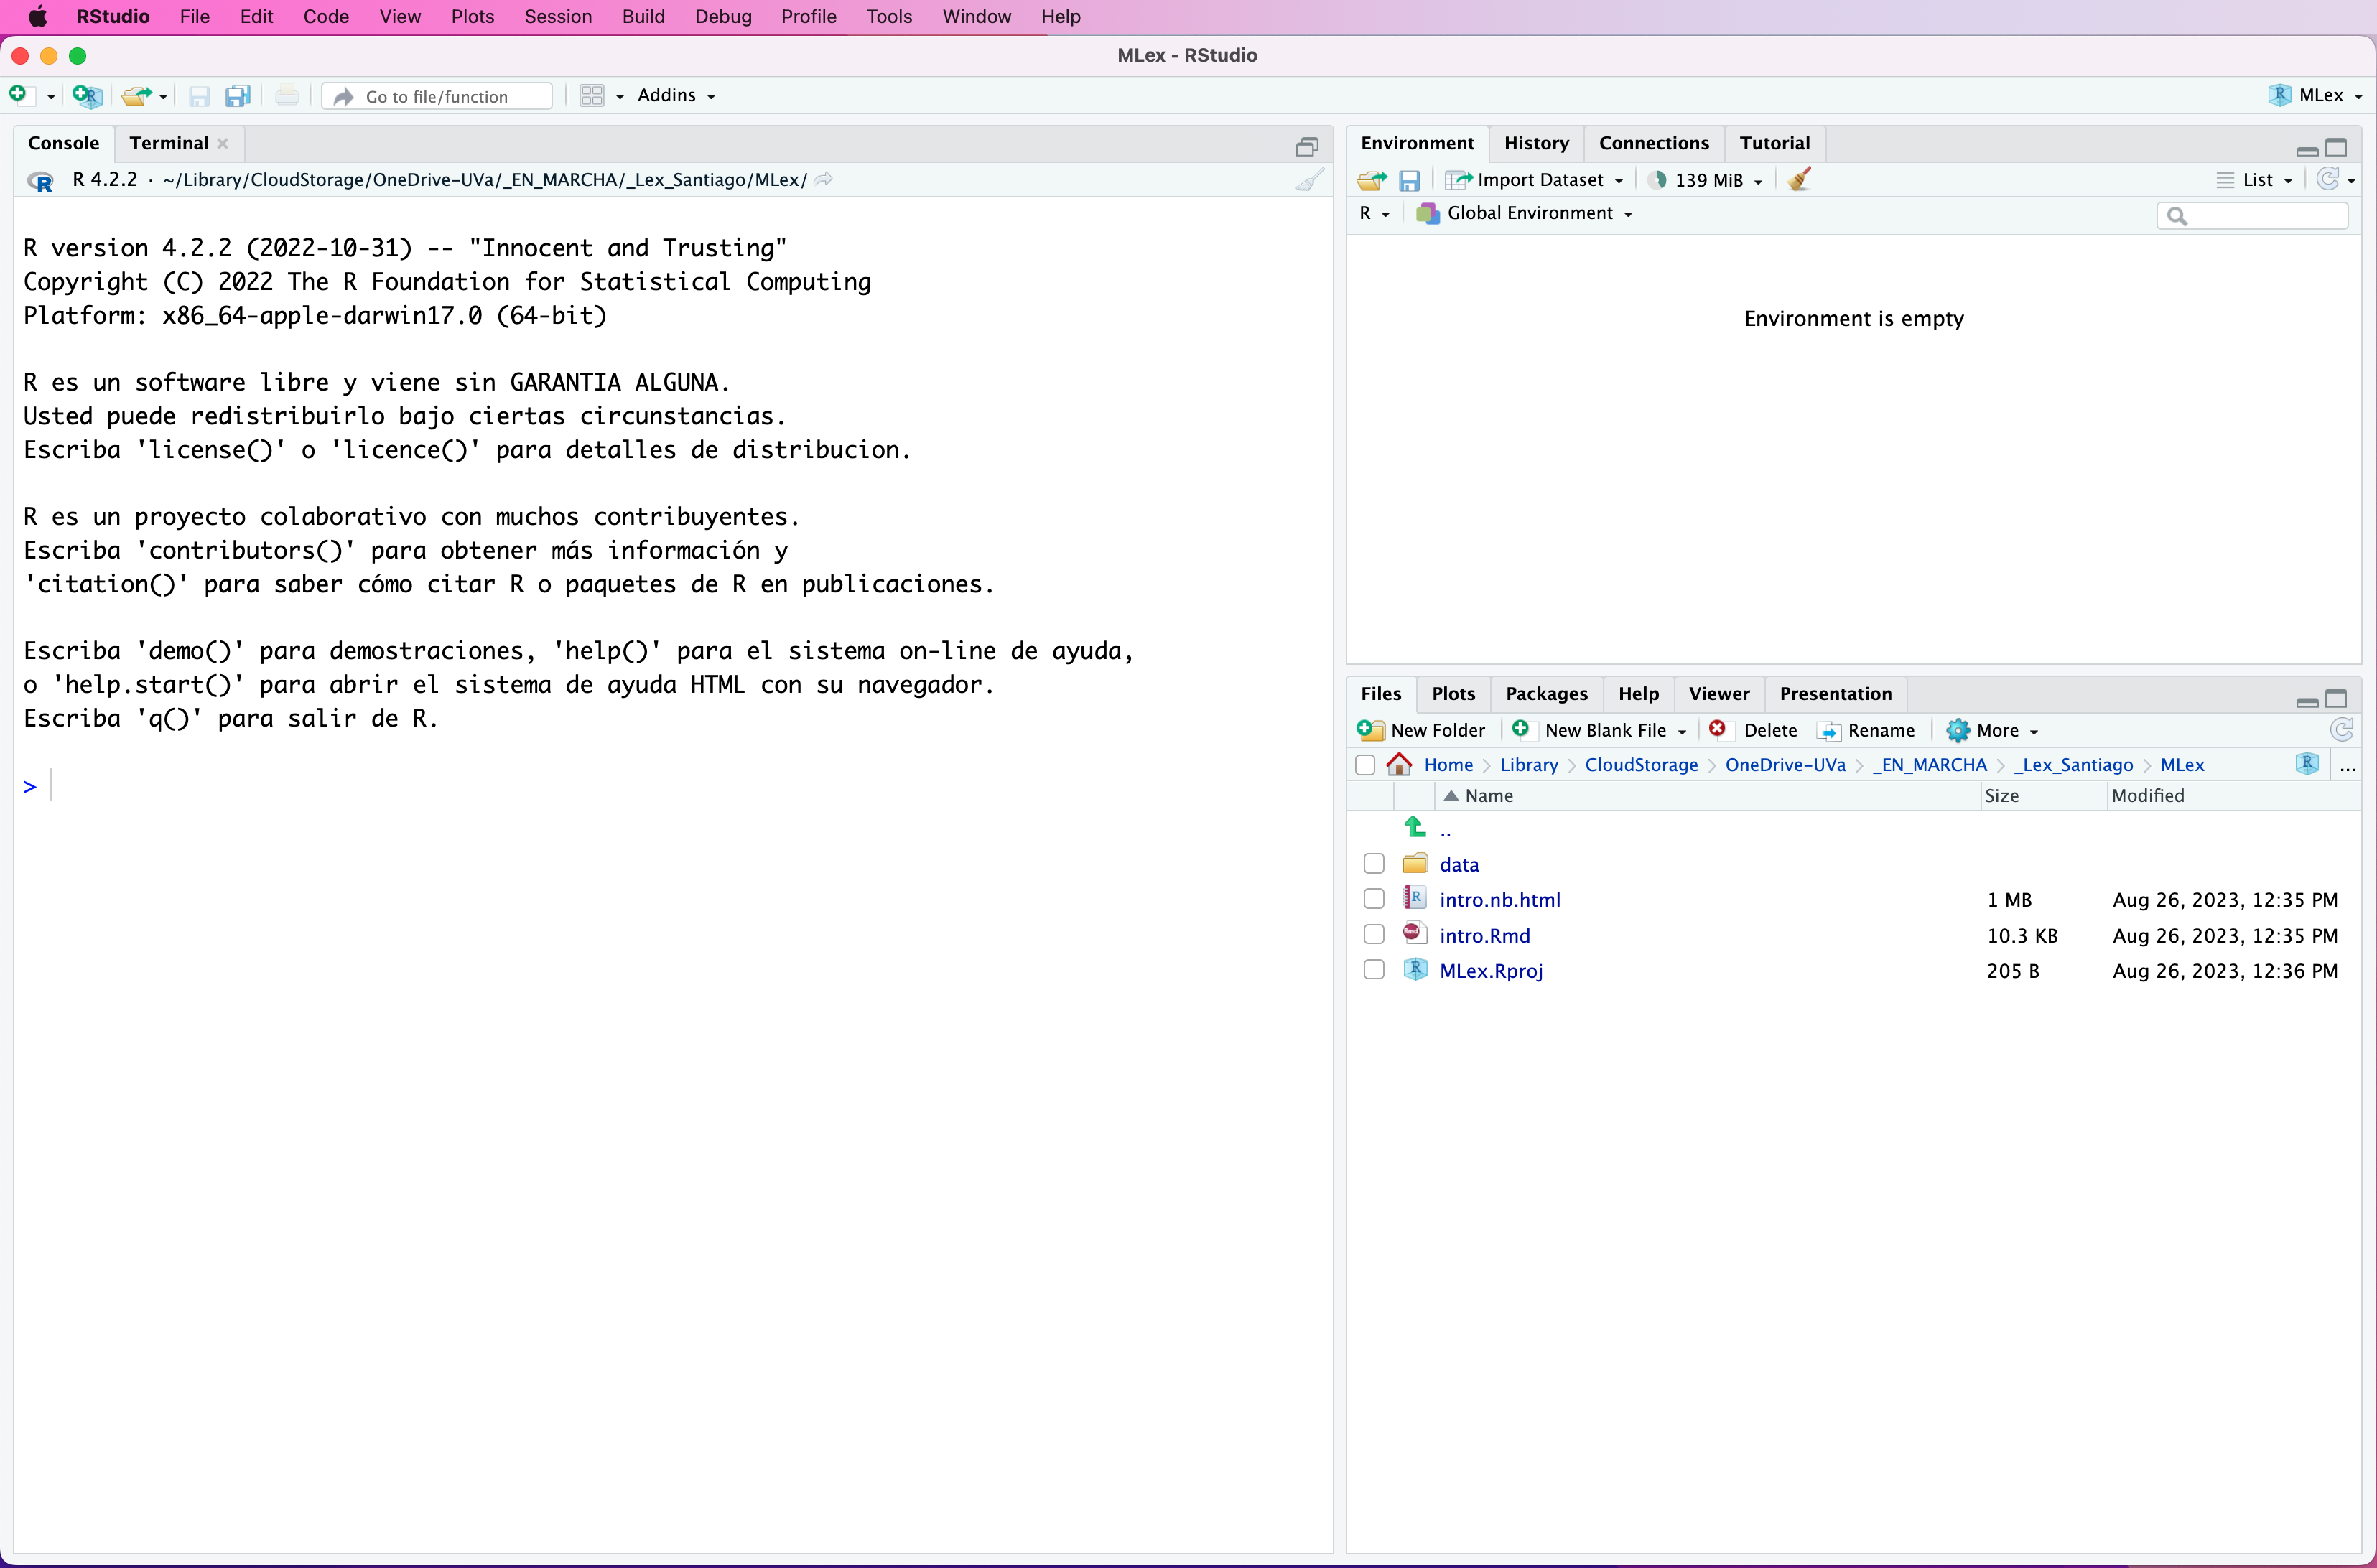 RStudio File Edit Code View Plots Session Build Debug Profile Tools Window Help
MLex - RStudio
Go to file/function Addins MLex
Console Terminal
R 4.2.2 · ~/Library/CloudStorage/OneDrive-UVa/_EN_MARCHA/_Lex_Santiago/MLex/
R version 4.2.2 (2022-10-31) -- "Innocent and Trusting"
Copyright (C) 2022 The R Foundation for Statistical Computing
Platform: x86_64-apple-darwin17.0 (64-bit)
R es un software libre y viene sin GARANTIA ALGUNA.
Usted puede redistribuirlo bajo ciertas circunstancias.
Escriba 'license()' o 'licence()' para detalles de distribucion.
R es un proyecto colaborativo con muchos contribuyentes.
Escriba 'contributors()' para obtener más información y
'citation()' para saber cómo citar R o paquetes de R en publicaciones.
Escriba 'demo()' para demostraciones, 'help()' para el sistema on-line de ayuda,
o 'help.start()' para abrir el sistema de ayuda HTML con su navegador.
Escriba 'q()' para salir de R.
>
Environment History Connections Tutorial
Import Dataset 139 MiB List
R Global Environment
Environment is empty
Files Plots Packages Help Viewer Presentation
New Folder New Blank File Delete Rename More
Home Library CloudStorage OneDrive-UVa _EN_MARCHA _Lex_Santiago MLex R ...
Name Size Modified
..
data
intro.nb.html 1 MB Aug 26, 2023, 12:35 PM
intro.Rmd 10.3 KB Aug 26, 2023, 12:35 PM
MLex.Rproj 205 B Aug 26, 2023, 12:36 PM